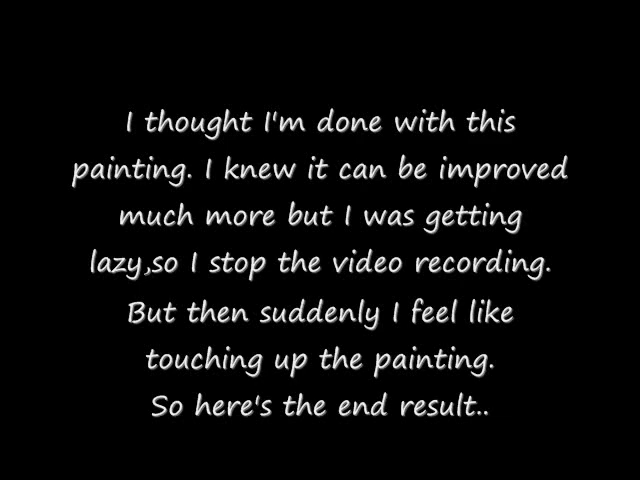 I thought I'm done with this
painting. I knew it can be improved
much more but I was getting
lazy,so I stop the video recording.
But then suddenly I feel like
touching up the painting.
So here's the end result..